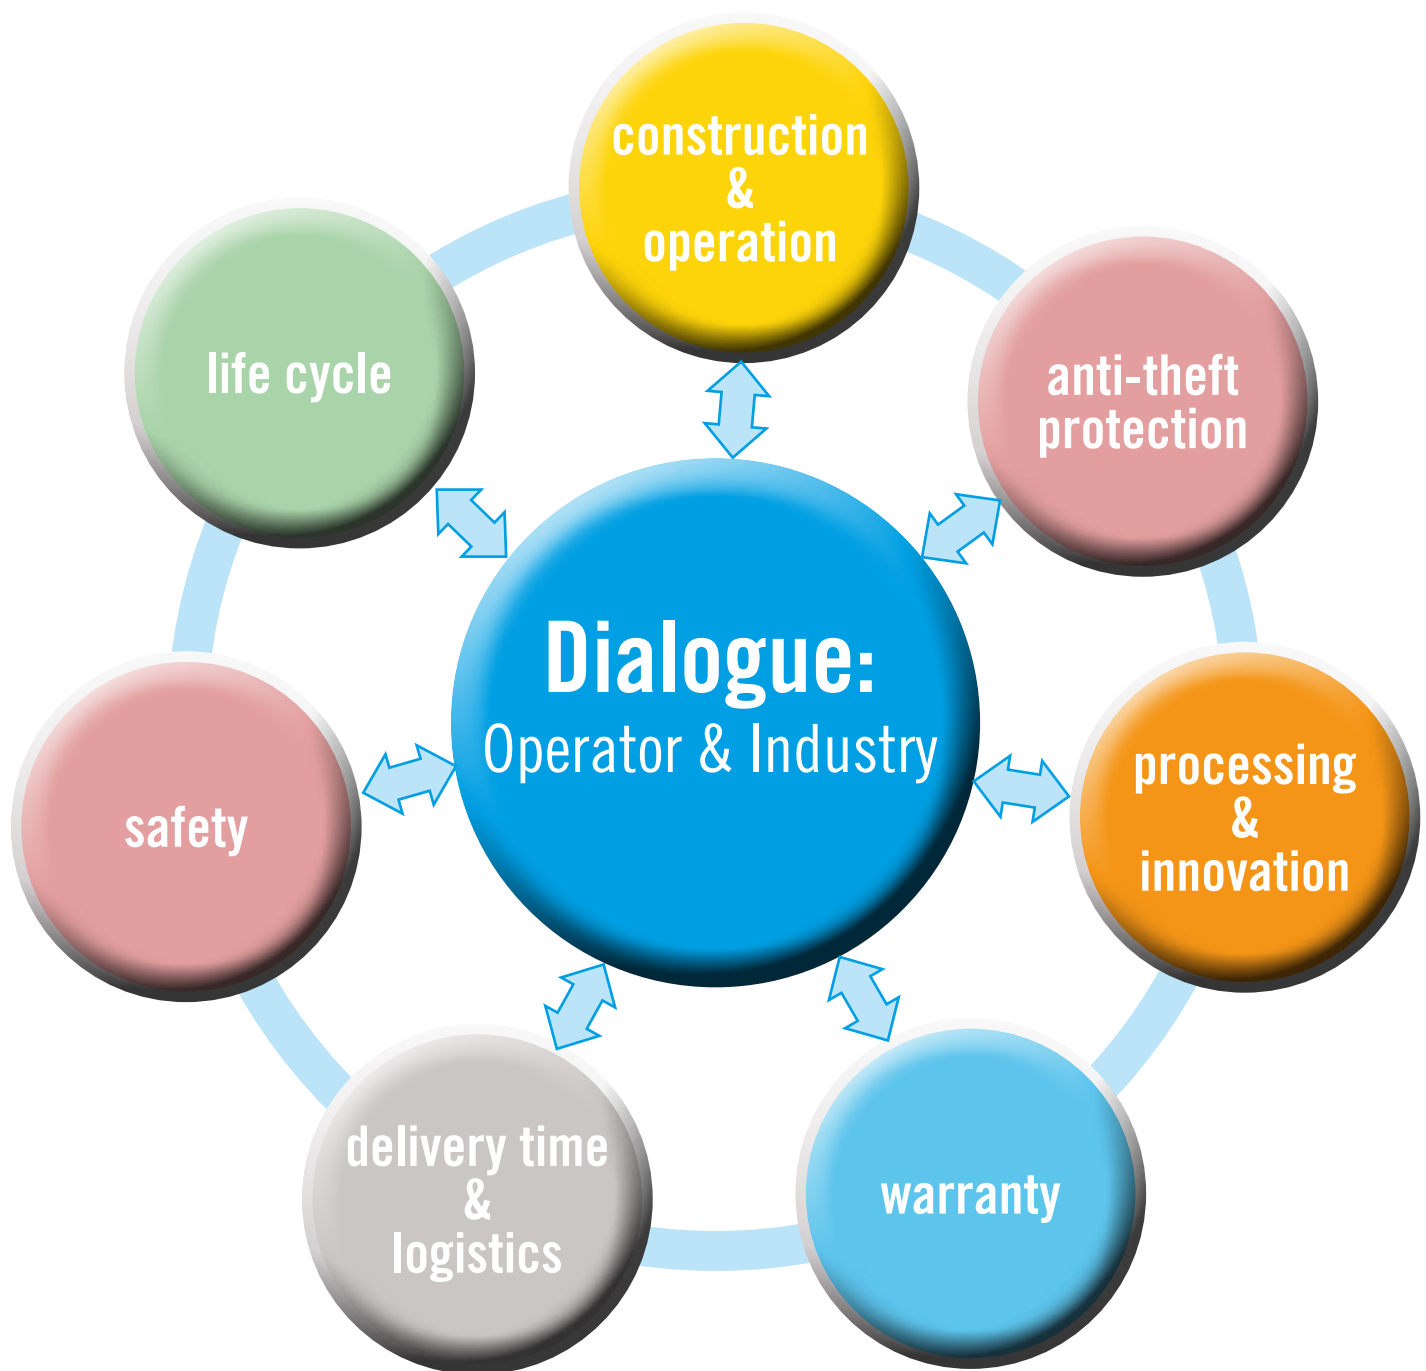 construction
&
operation
life cycle
anti-theft
protection
Dialogue:
Operator & Industry
processing
&
innovation
safety
delivery time
&
logistics
warranty